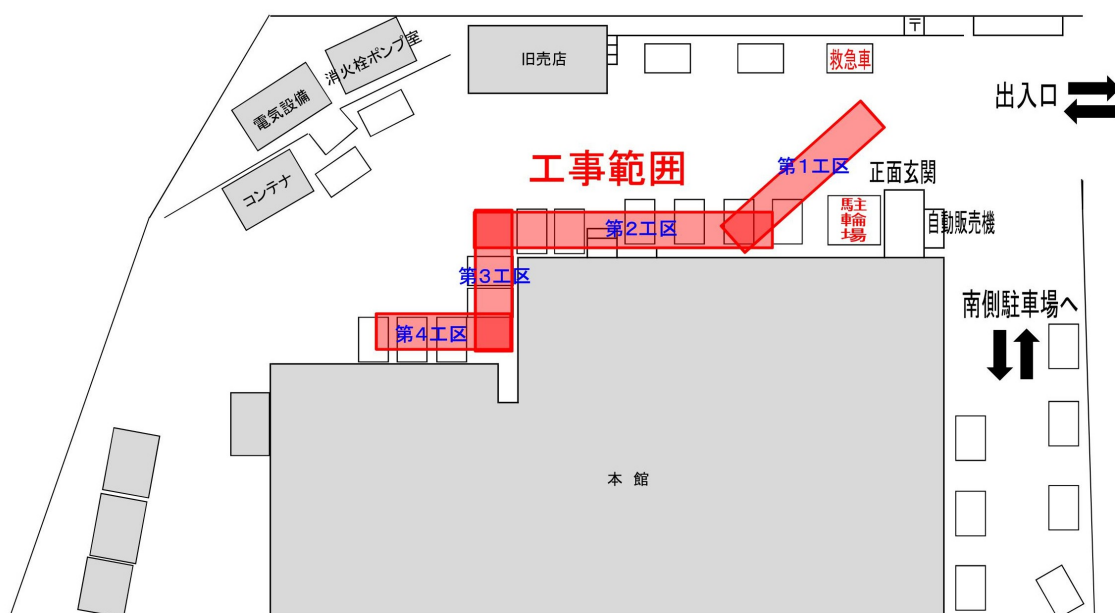 〒
消火栓ポンプ室
旧売店
救急車
電気設備
出入口
工事範囲
第1工区
正面玄関
コンテナ
駐輪場
自動販売機
第2工区
第3工区
南側駐車場へ
第4工区
本館